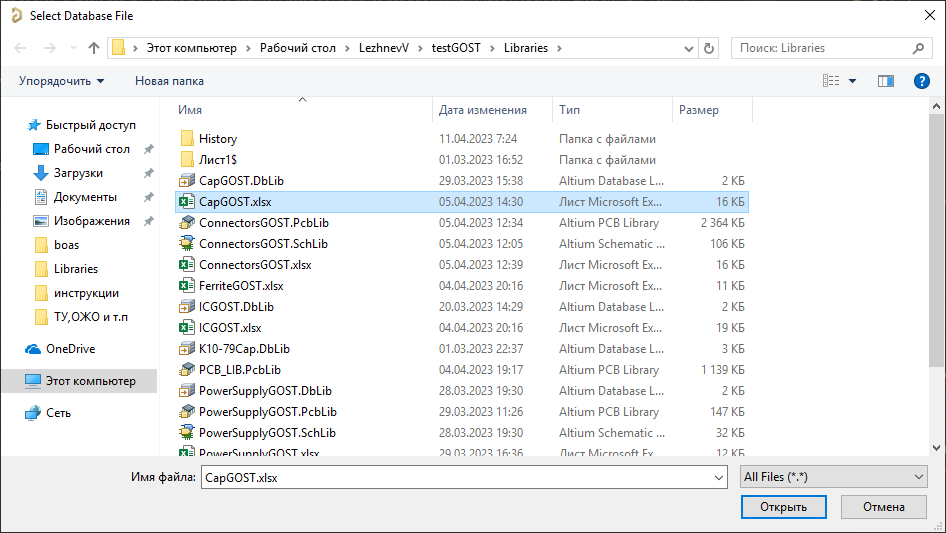 Select Database File
Этот компьютер > Рабочий стол > LezhnevV > testGOST > Libraries >
Поиск: Libraries
Упорядочить Новая папка
Имя Дата изменения Тип Размер
Быстрый доступ
Рабочий стол
Загрузки
Документы
Изображения
boas
Libraries
инструкции
ТУ,ОЖО и т.п
OneDrive
Этот компьютер
Сеть
History 11.04.2023 7:24 Папка с файлами
Лист1$ 01.03.2023 16:52 Папка с файлами
CapGOST.DbLib 29.03.2023 15:38 Altium Database L... 2 КБ
CapGOST.xlsx 05.04.2023 14:30 Лист Microsoft Ex... 16 КБ
ConnectorsGOST.PcbLib 05.04.2023 12:34 Altium PCB Library 2 364 КБ
ConnectorsGOST.SchLib 05.04.2023 12:05 Altium Schematic ... 106 КБ
ConnectorsGOST.xlsx 05.04.2023 12:39 Лист Microsoft Ex... 16 КБ
FerriteGOST.xlsx 04.04.2023 20:16 Лист Microsoft Ex... 11 КБ
ICGOST.DbLib 20.03.2023 14:29 Altium Database L... 2 КБ
ICGOST.xlsx 04.04.2023 20:16 Лист Microsoft Ex... 19 КБ
K10-79Cap.DbLib 01.03.2023 22:37 Altium Database L... 3 КБ
PCB_LIB.PcbLib 04.04.2023 19:17 Altium PCB Library 1 139 КБ
PowerSupplyGOST.DbLib 28.03.2023 19:30 Altium Database L... 2 КБ
PowerSupplyGOST.PcbLib 29.03.2023 11:26 Altium PCB Library 147 КБ
PowerSupplyGOST.SchLib 28.03.2023 19:30 Altium Schematic ... 32 КБ
PowerSupplyGOST.xlsx 29.03.2023 16:36 Лист Microsoft Ex... 12 КБ
Имя файла: CapGOST.xlsx All Files (*.*)
Открыть Отмена